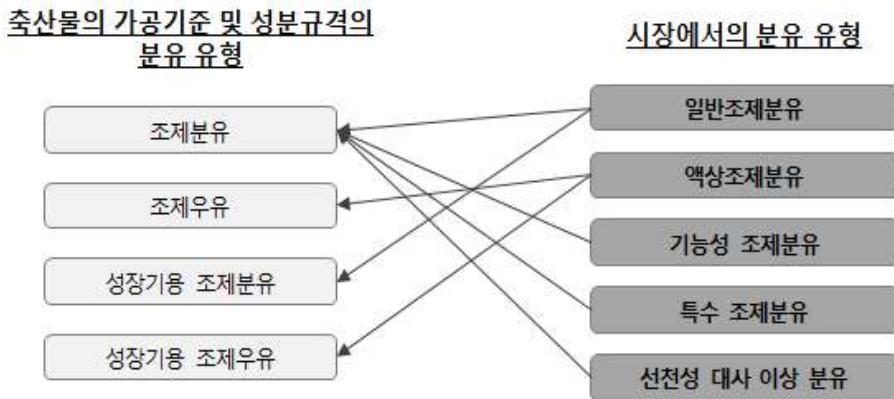 축산물의 가공기준 및 성분규격의
분유 유형
조제분유
조제우유
성장기용 조제분유
성장기용 조제우유
시장에서의 분유 유형
일반조제분유
액상조제분유
기능성 조제분유
특수 조제분유
선천성 대사 이상 분유